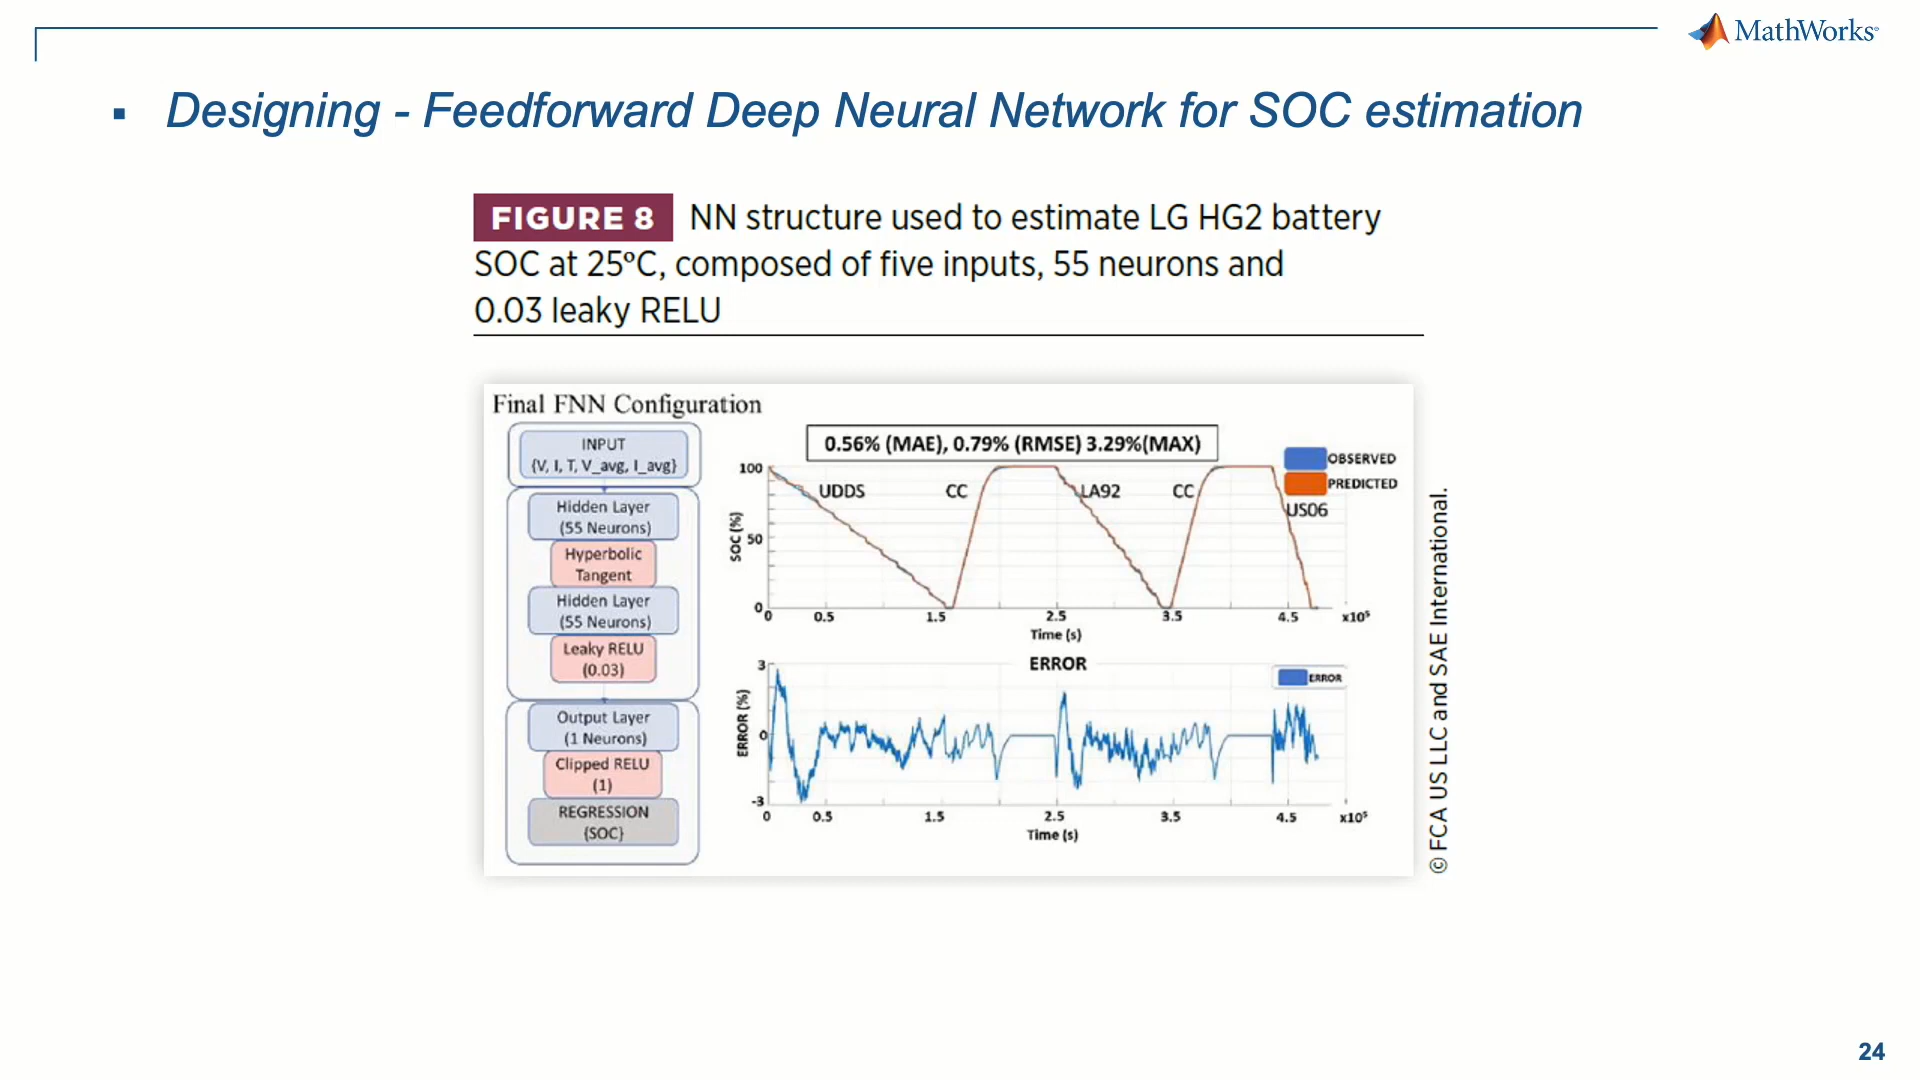 MathWorks®
▪ Designing - Feedforward Deep Neural Network for SOC estimation
FIGURE 8 NN structure used to estimate LG HG2 battery
SOC at 25°C, composed of five inputs, 55 neurons and
0.03 leaky RELU
Final FNN Configuration
INPUT
{V, I, T, V_avg, I_avg}
Hidden Layer
(55 Neurons)
Hyperbolic
Tangent
Hidden Layer
(55 Neurons)
Leaky RELU
(0.03)
Output Layer
(1 Neurons)
Clipped RELU
(1)
REGRESSION
{SOC}
0.56% (MAE), 0.79% (RMSE) 3.29%(MAX)
OBSERVED
PREDICTED
UDDS CC LA92 CC US06
SOC (%)
100
50
0
0 0.5 1.5 2.5 3.5 4.5 x10⁵
Time (s)
ERROR
ERROR
ERROR (%)
3
0
-3
0 0.5 1.5 2.5 3.5 4.5 x10⁵
Time (s)
© FCA US LLC and SAE International.
24